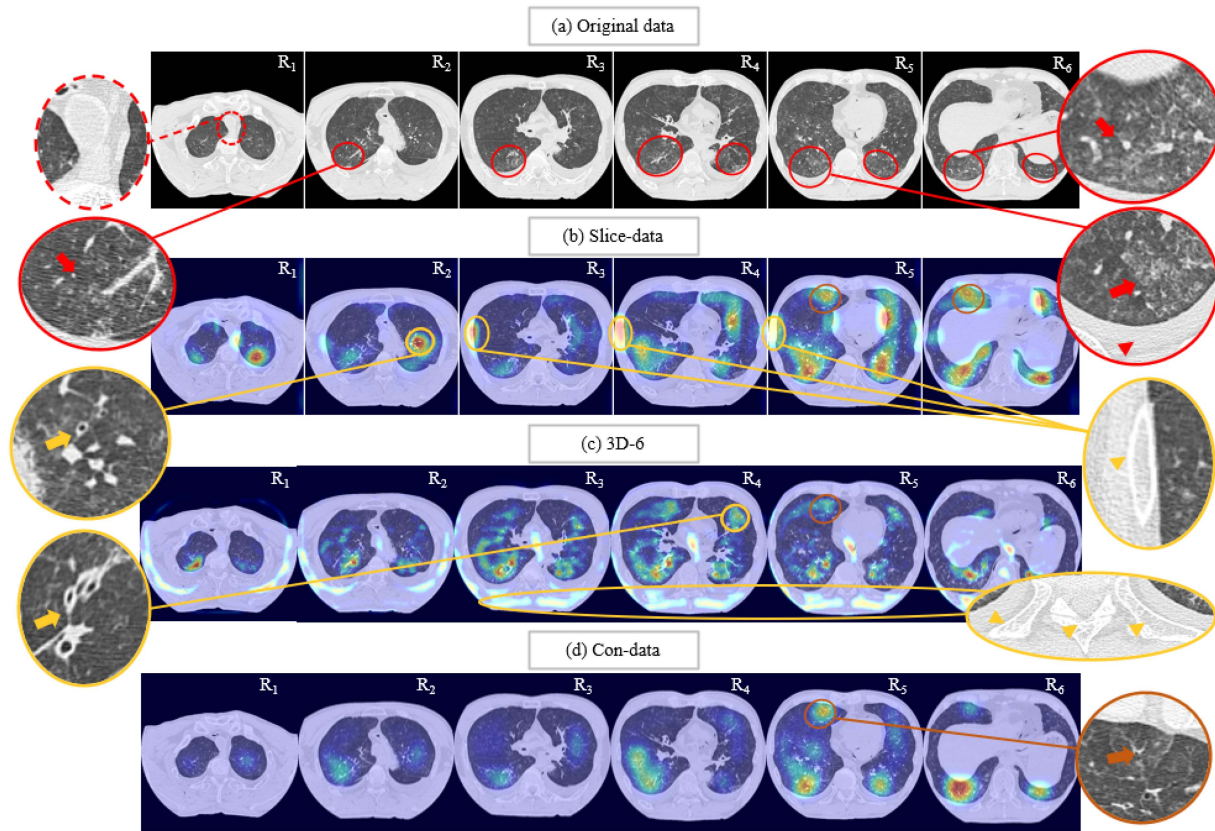 (a) Original data
R₁ R₂ R₃ R₄ R₅ R₆
(b) Slice-data
R₁ R₂ R₃ R₄ R₅
(c) 3D-6
R₁ R₂ R₃ R₄ R₅ R₆
(d) Con-data
R₁ R₂ R₃ R₄ R₅ R₆